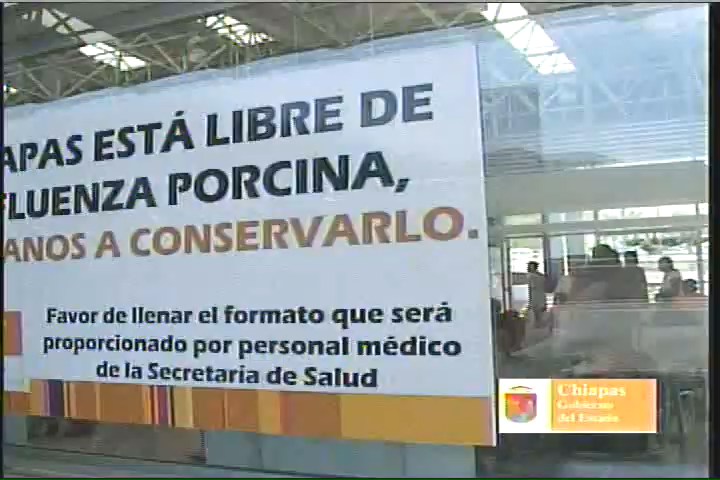 APAS ESTÁ LIBRE DE
FLUENZA PORCINA,
ANOS A CONSERVARLO.
Favor de llenar el formato que será
proporcionado por personal médico
de la Secretaría de Salud
Chiapas
Gobierno
del Estado